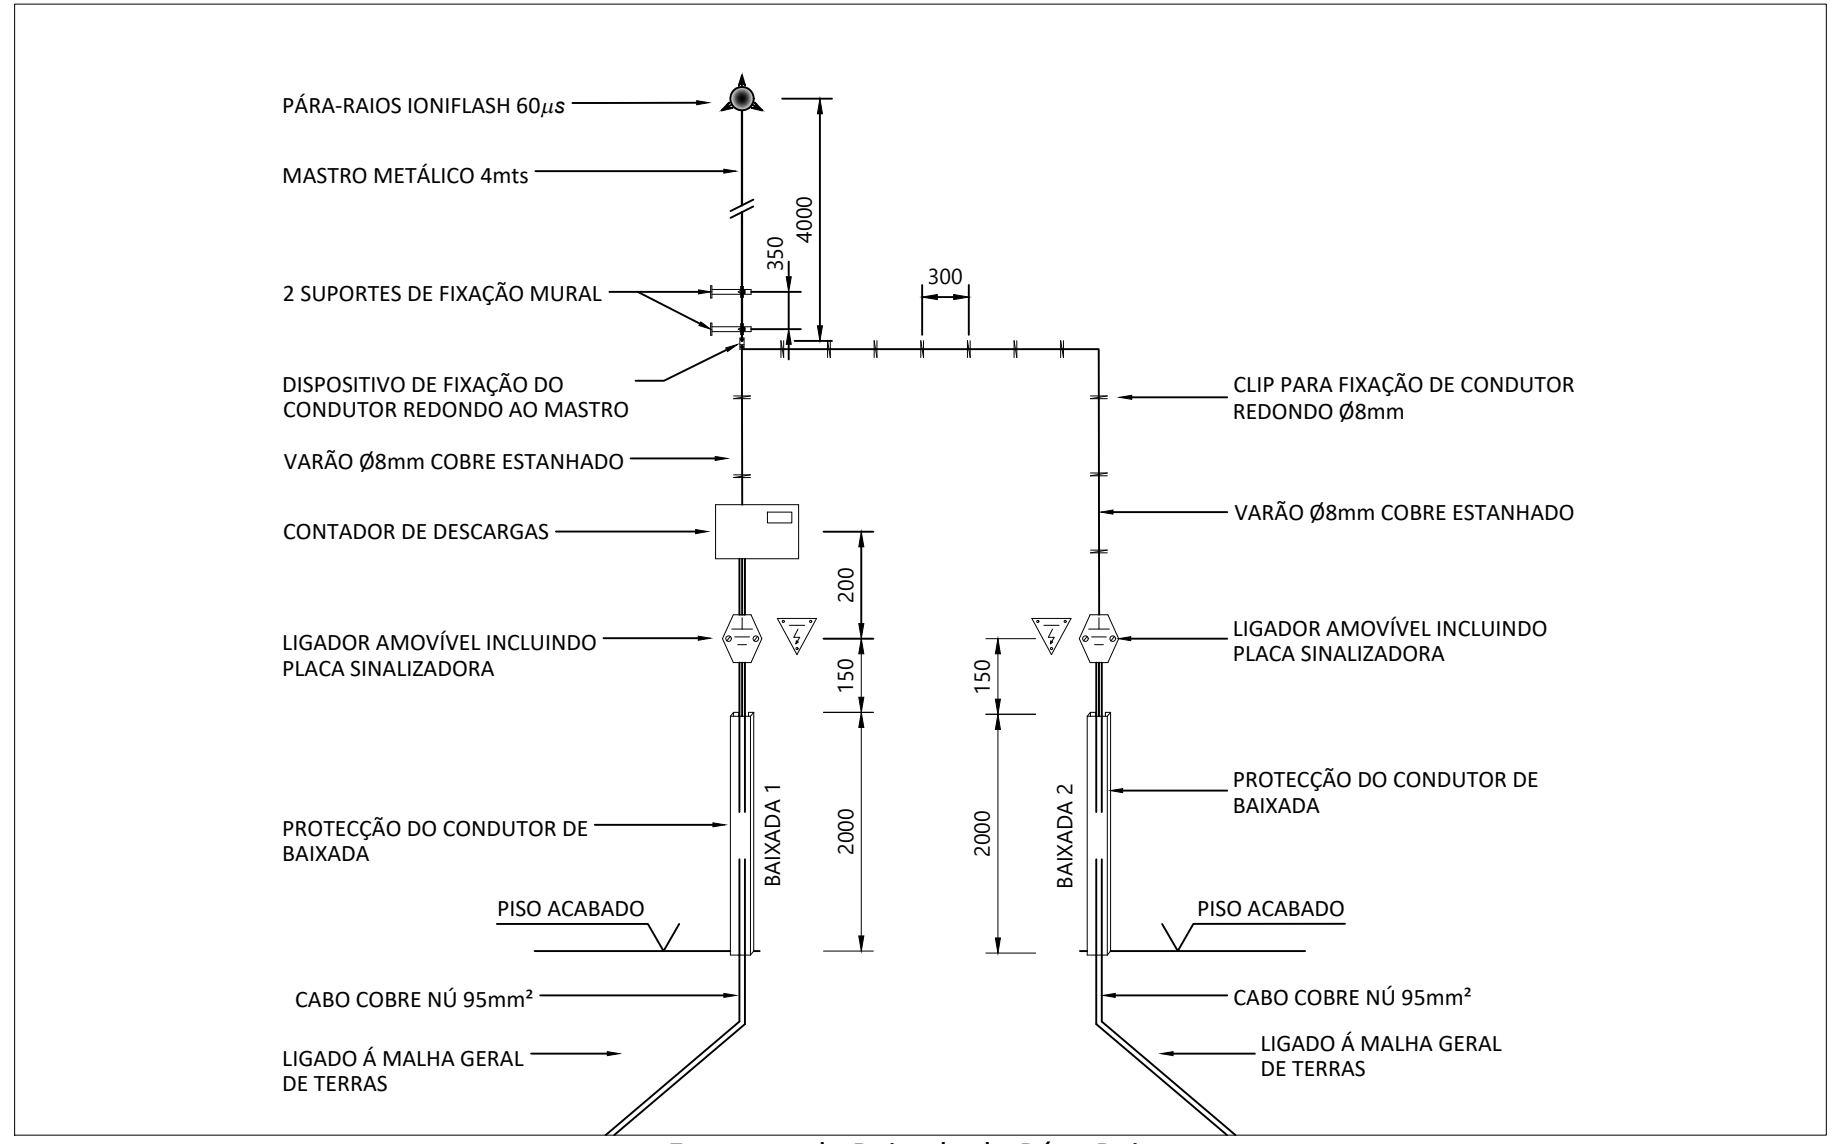 PÁRA-RAIOS IONIFLASH 60µs
MASTRO METÁLICO 4mts
4000
350
300
2 SUPORTES DE FIXAÇÃO MURAL
DISPOSITIVO DE FIXAÇÃO DO
CONDUTOR REDONDO AO MASTRO
CLIP PARA FIXAÇÃO DE CONDUTOR
REDONDO Ø8mm
VARÃO Ø8mm COBRE ESTANHADO
VARÃO Ø8mm COBRE ESTANHADO
CONTADOR DE DESCARGAS
200
LIGADOR AMOVÍVEL INCLUINDO
PLACA SINALIZADORA
LIGADOR AMOVÍVEL INCLUINDO
PLACA SINALIZADORA
150
150
PROTECÇÃO DO CONDUTOR DE
BAIXADA
BAIXADA 1
2000
2000
BAIXADA 2
PROTECÇÃO DO CONDUTOR DE
BAIXADA
PISO ACABADO
PISO ACABADO
CABO COBRE NÚ 95mm²
CABO COBRE NÚ 95mm²
LIGADO Á MALHA GERAL
DE TERRAS
LIGADO Á MALHA GERAL
DE TERRAS